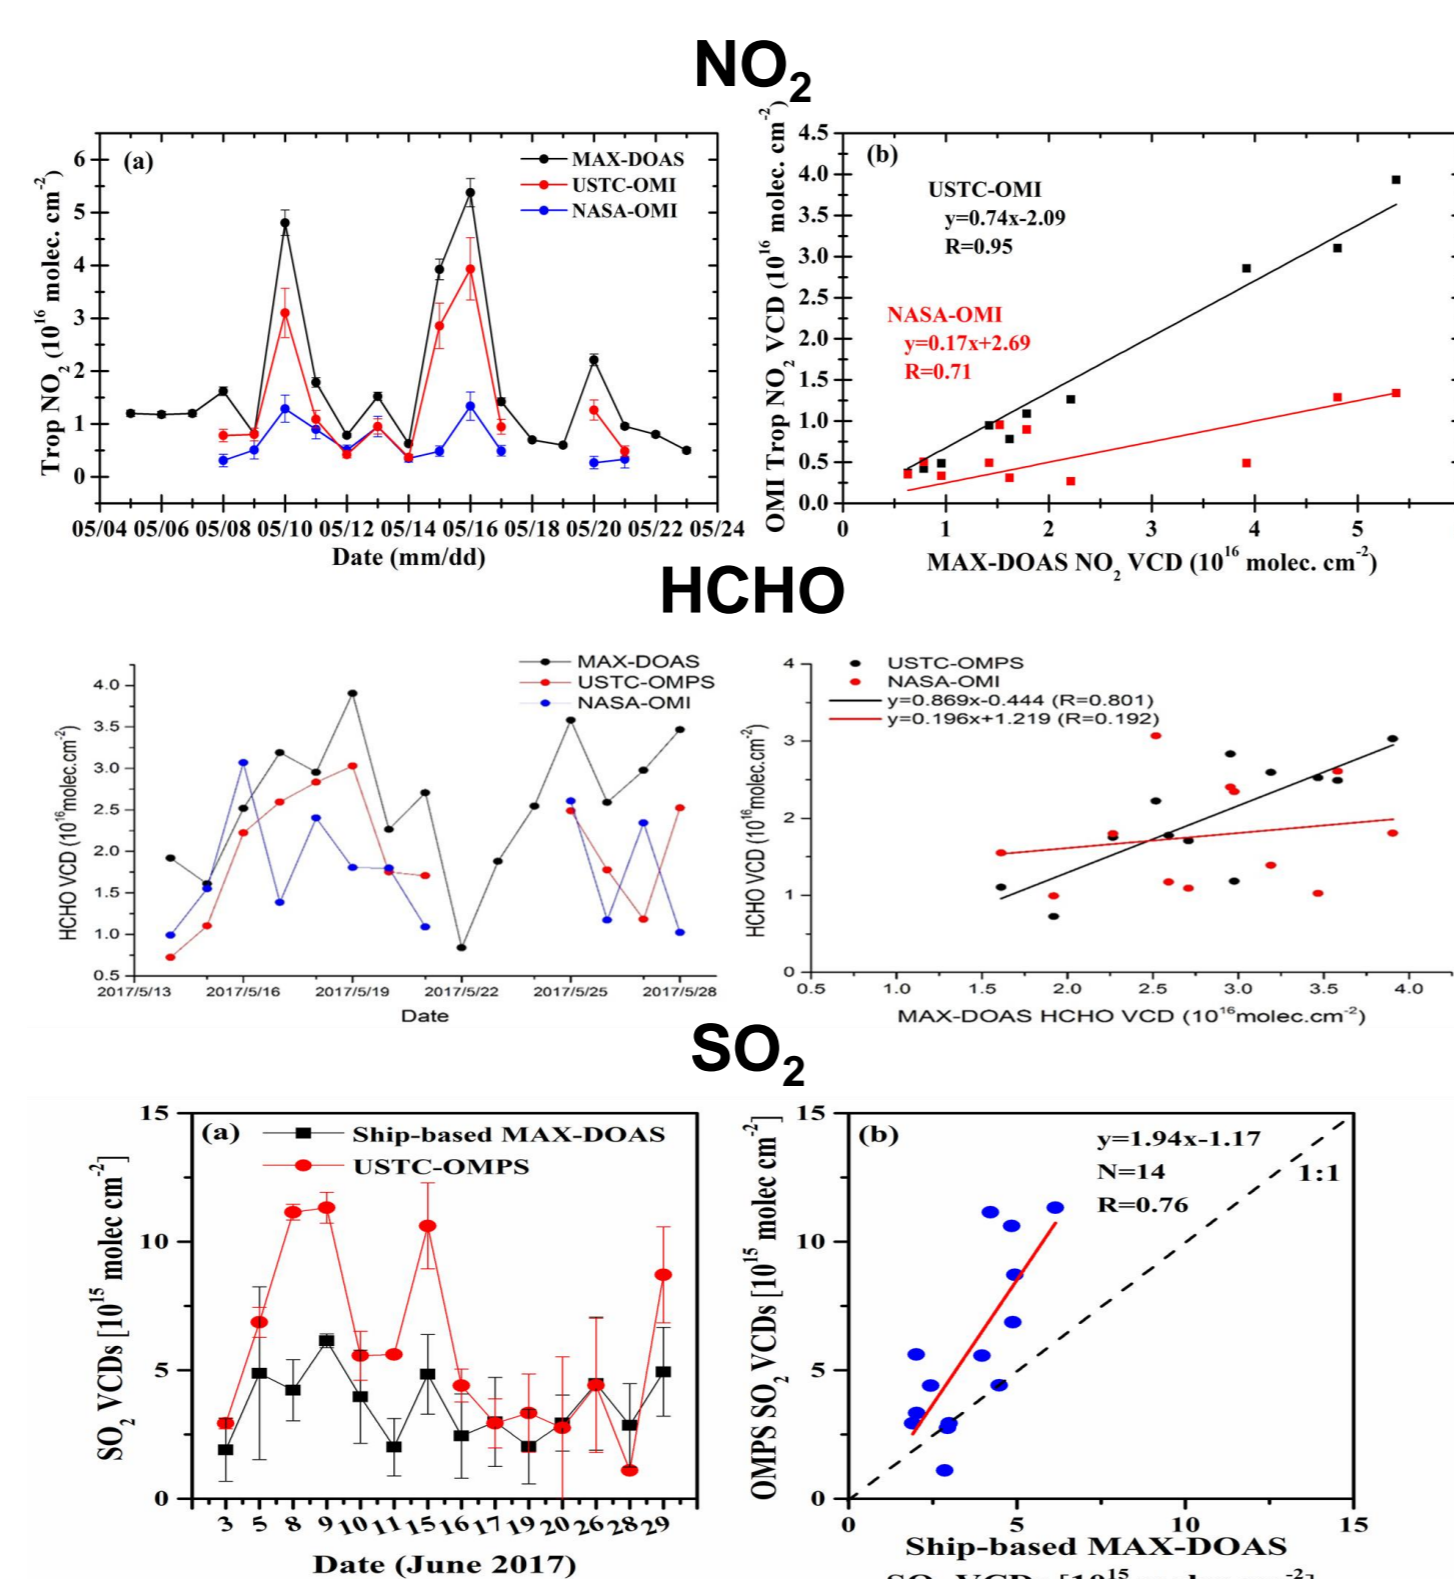 NO2
(a)
MAX-DOAS
USTC-OMI
NASA-OMI
Trop NO2 (10^16 molec. cm^-2)
6
5
4
3
2
1
0
05/04 05/06 05/08 05/10 05/12 05/14 05/16 05/18 05/20 05/22 05/24
Date (mm/dd)
(b)
USTC-OMI
y=0.74x-2.09
R=0.95
NASA-OMI
y=0.17x+2.69
R=0.71
OMI Trop NO2 VCD (10^16 molec. cm^-2)
4.5
4.0
3.5
3.0
2.5
2.0
1.5
1.0
0.5
0.0
0 1 2 3 4 5
MAX-DOAS NO2 VCD (10^16 molec. cm^-2)
HCHO
MAX-DOAS
USTC-OMPS
NASA-OMI
HCHO VCD (10^16molec.cm^-2)
4.0
3.5
3.0
2.5
2.0
1.5
1.0
0.5
2017/5/13 2017/5/16 2017/5/19 2017/5/22 2017/5/25 2017/5/28
Date
USTC-OMPS
NASA-OMI
y=0.869x-0.444 (R=0.801)
y=0.196x+1.219 (R=0.192)
HCHO VCD (10^16molec.cm^-2)
4
3
2
1
0
0.5 1.0 1.5 2.0 2.5 3.0 3.5 4.0
MAX-DOAS HCHO VCD (10^16molec.cm^-2)
SO2
(a)
Ship-based MAX-DOAS
USTC-OMPS
SO2 VCDs [10^15 molec cm^-2]
15
10
5
0
3 5 8 9 10 11 15 16 17 19 20 26 28 29
Date (June 2017)
(b)
y=1.94x-1.17
N=14
R=0.76
1:1
OMPS SO2 VCDs [10^15 molec cm^-2]
15
10
5
0
0 5 10 15
Ship-based MAX-DOAS
SO2 VCDs [10^15 molec cm^-2]